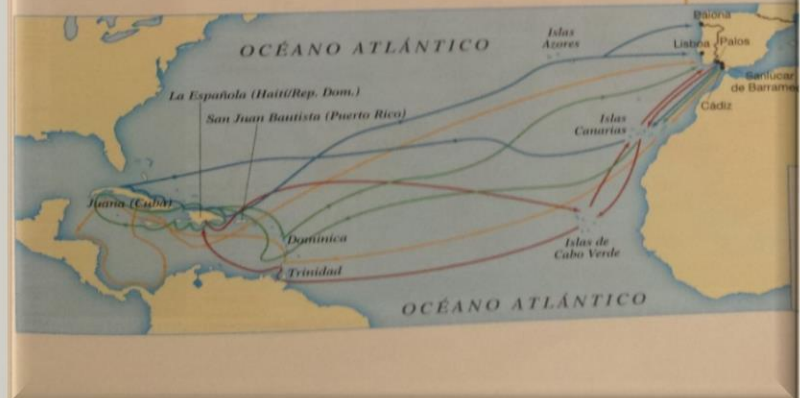 Baiona
Islas
Azores
OCÉANO ATLÁNTICO
Lisboa
Palos
Sanlúcar
de Barrame
La Española (Haití/Rep. Dom.)
San Juan Bautista (Puerto Rico)
Cádiz
Islas
Canarias
Juana (Cuba)
Dominica
Islas de
Cabo Verde
Trinidad
OCÉANO ATLÁNTICO